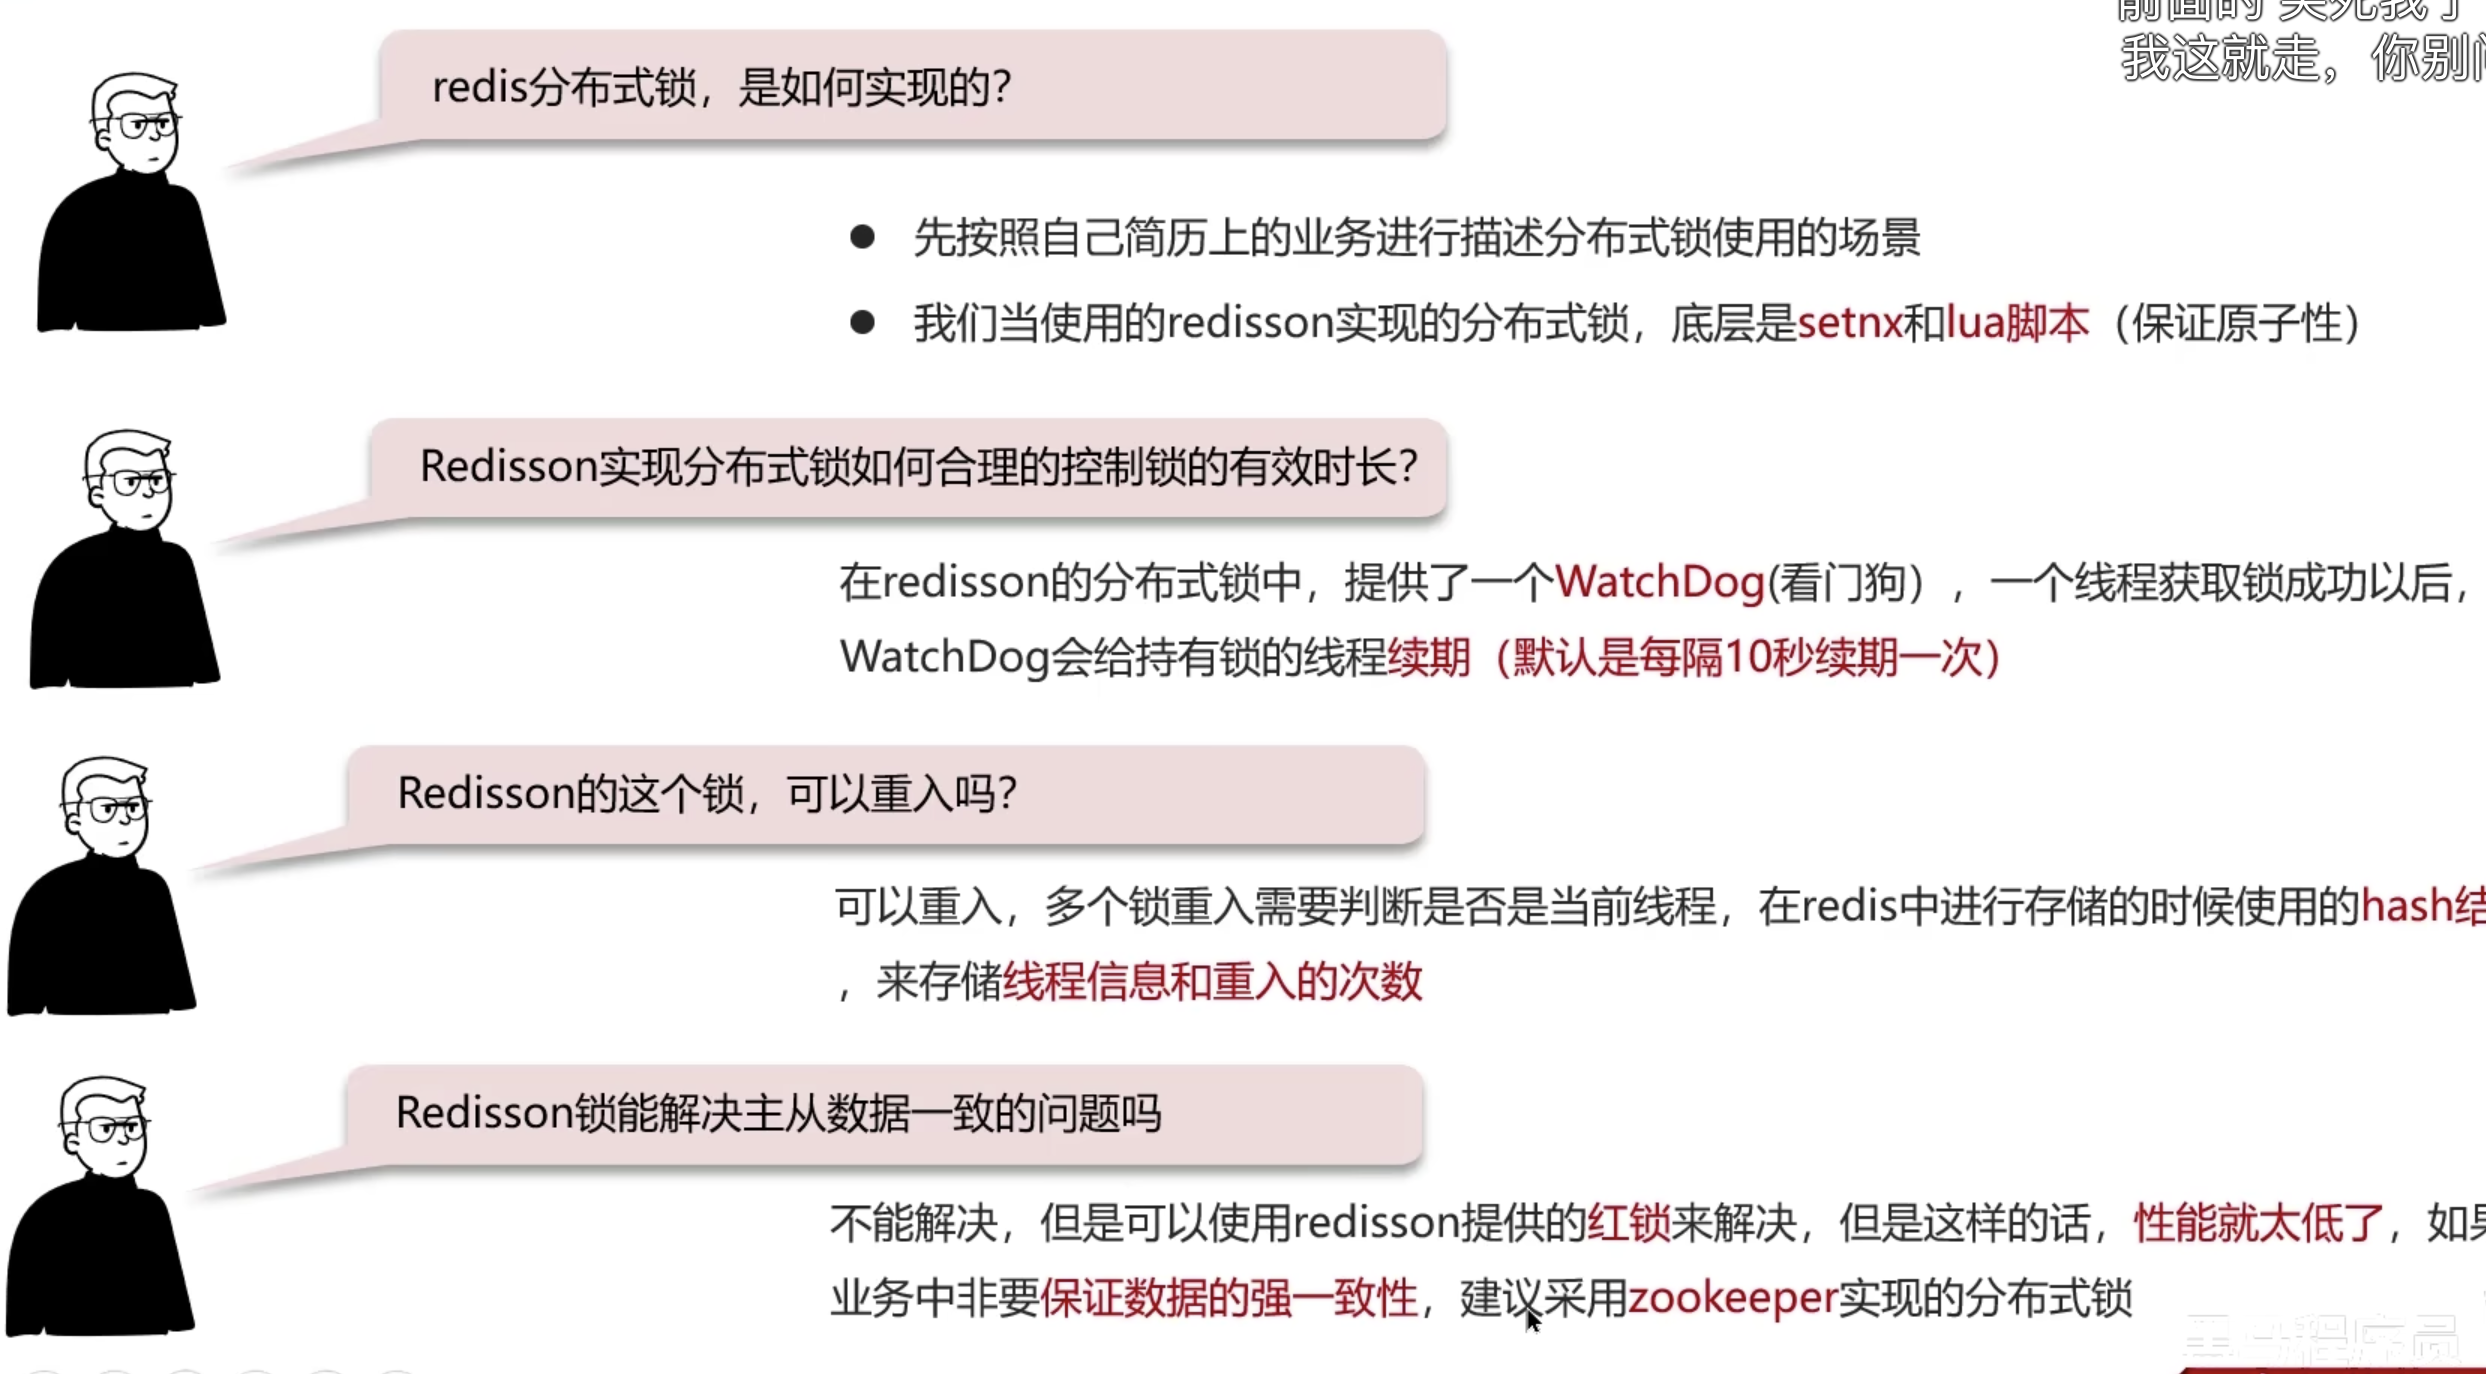 我这就走，你别
redis分布式锁，是如何实现的？
● 先按照自己简历上的业务进行描述分布式锁使用的场景
● 我们当使用的redisson实现的分布式锁，底层是setnx和lua脚本（保证原子性）
Redisson实现分布式锁如何合理的控制锁的有效时长？
在redisson的分布式锁中，提供了一个WatchDog(看门狗），一个线程获取锁成功以后，
WatchDog会给持有锁的线程续期（默认是每隔10秒续期一次）
Redisson的这个锁，可以重入吗？
可以重入，多个锁重入需要判断是否是当前线程，在redis中进行存储的时候使用的hash结
，来存储线程信息和重入的次数
Redisson锁能解决主从数据一致的问题吗
不能解决，但是可以使用redisson提供的红锁来解决，但是这样的话，性能就太低了，如果
业务中非要保证数据的强一致性，建议采用zookeeper实现的分布式锁
黑马程序员